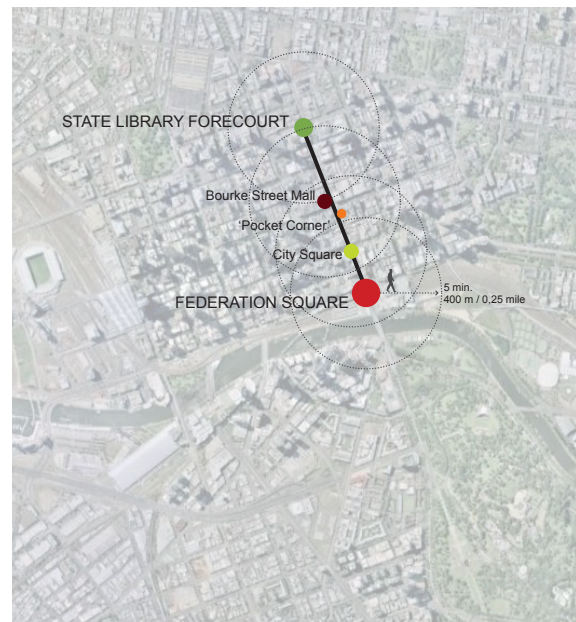 STATE LIBRARY FORECOURT
Bourke Street Mall
'Pocket Corner'
City Square
FEDERATION SQUARE
5 min.
400 m / 0,25 mile